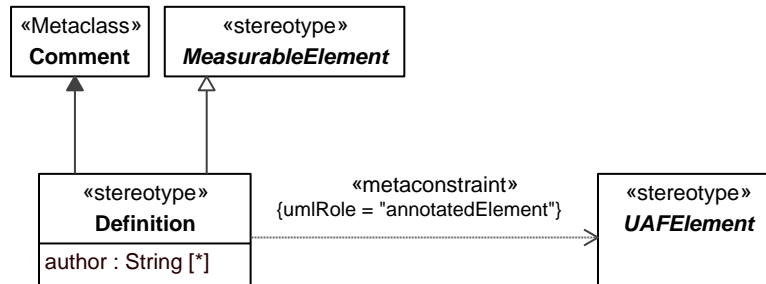 «Metaclass»
Comment
«stereotype»
MeasurableElement
«stereotype»
Definition
author : String [*]
«metaconstraint»
{umlRole = "annotatedElement"}
«stereotype»
UAFElement